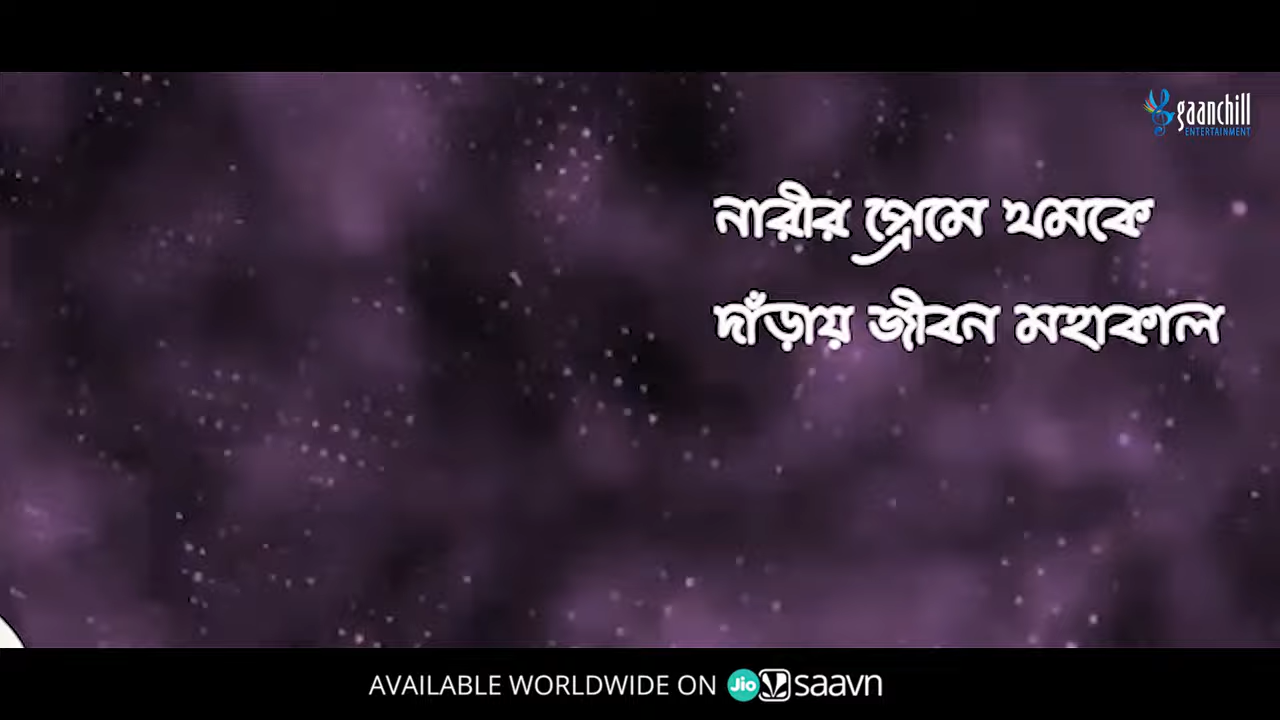 gaanchill
ENTERTAINMENT
নারীর প্রেমে থমকে
দাঁড়ায় জীবন মহাকাল
AVAILABLE WORLDWIDE ON Jio saavn